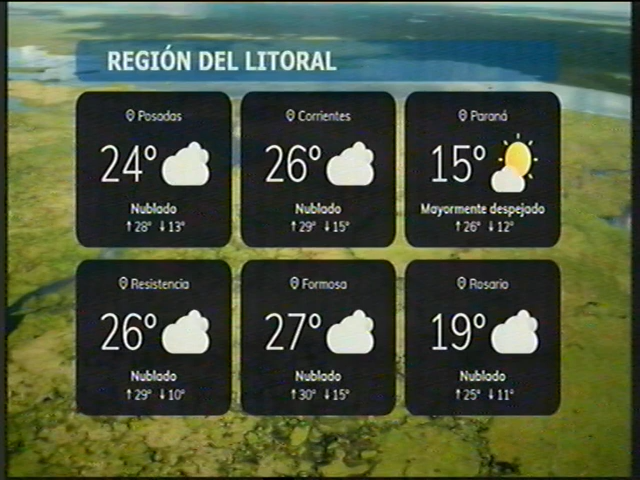 REGIÓN DEL LITORAL
Posadas
24°
Nublado
↑28° ↓13°
Corrientes
26°
Nublado
↑29° ↓15°
Paraná
15°
Mayormente despejado
↑26° ↓12°
Resistencia
26°
Nublado
↑29° ↓10°
Formosa
27°
Nublado
↑30° ↓15°
Rosario
19°
Nublado
↑25° ↓11°